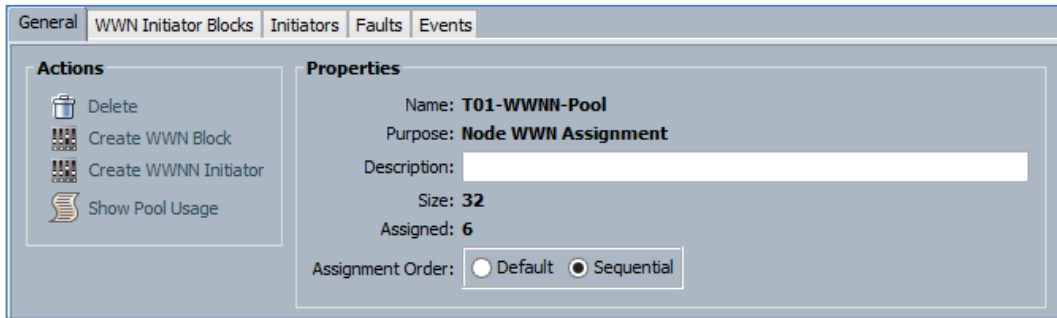 General WWN Initiator Blocks Initiators Faults Events
Actions
Delete
Create WWN Block
Create WWNN Initiator
Show Pool Usage
Properties
Name: T01-WWNN-Pool
Purpose: Node WWN Assignment
Description:
Size: 32
Assigned: 6
Assignment Order: Default Sequential